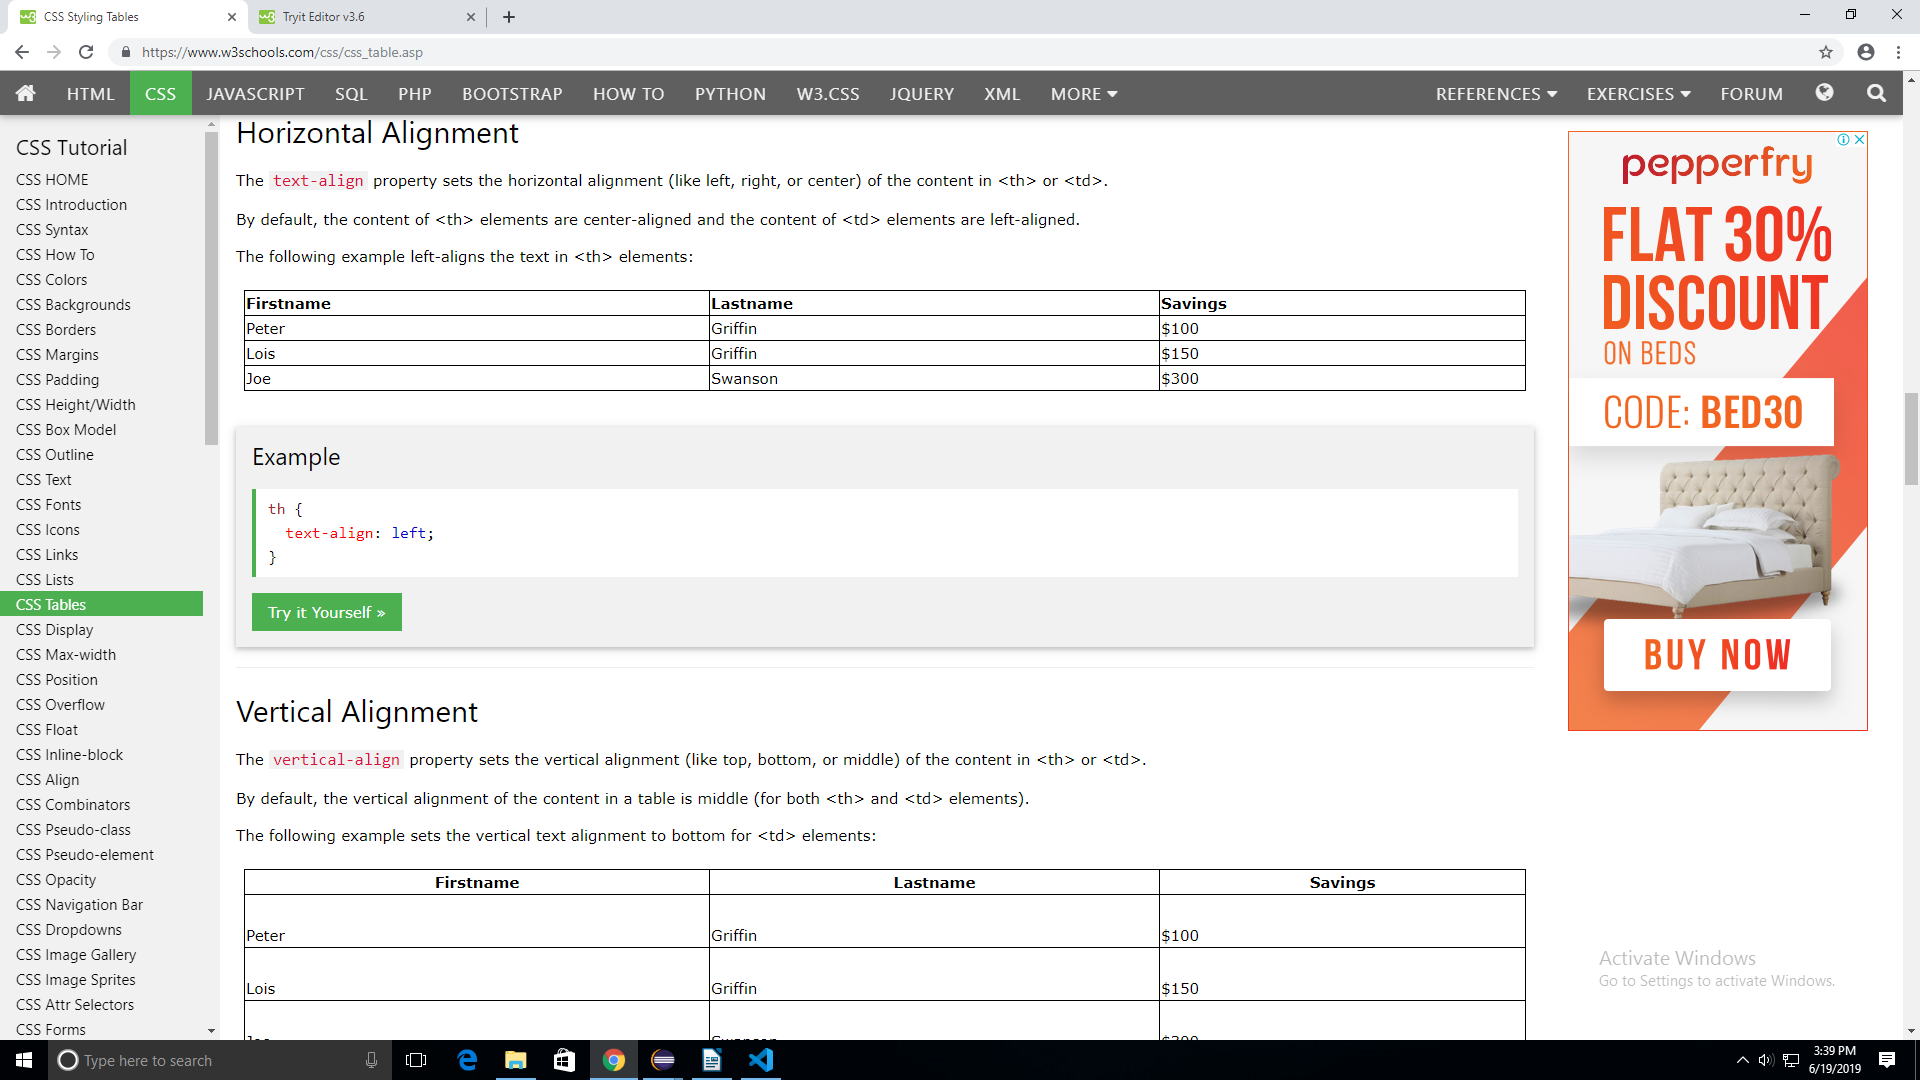 CSS Styling Tables
Tryit Editor v3.6
https://www.w3schools.com/css/css_table.asp
HTML CSS JAVASCRIPT SQL PHP BOOTSTRAP HOW TO PYTHON W3.CSS JQUERY XML MORE REFERENCES EXERCISES FORUM
CSS Tutorial
CSS HOME
CSS Introduction
CSS Syntax
CSS How To
CSS Colors
CSS Backgrounds
CSS Borders
CSS Margins
CSS Padding
CSS Height/Width
CSS Box Model
CSS Outline
CSS Text
CSS Fonts
CSS Icons
CSS Links
CSS Lists
CSS Tables
CSS Display
CSS Max-width
CSS Position
CSS Overflow
CSS Float
CSS Inline-block
CSS Align
CSS Combinators
CSS Pseudo-class
CSS Pseudo-element
CSS Opacity
CSS Navigation Bar
CSS Dropdowns
CSS Image Gallery
CSS Image Sprites
CSS Attr Selectors
CSS Forms
Horizontal Alignment
The text-align property sets the horizontal alignment (like left, right, or center) of the content in <th> or <td>.
By default, the content of <th> elements are center-aligned and the content of <td> elements are left-aligned.
The following example left-aligns the text in <th> elements:
Firstname Lastname Savings
Peter Griffin $100
Lois Griffin $150
Joe Swanson $300
Example
th {
text-align: left;
}
Try it Yourself »
Vertical Alignment
The vertical-align property sets the vertical alignment (like top, bottom, or middle) of the content in <th> or <td>.
By default, the vertical alignment of the content in a table is middle (for both <th> and <td> elements).
The following example sets the vertical text alignment to bottom for <td> elements:
Firstname Lastname Savings
Peter Griffin $100
Lois Griffin $150
Joe Swanson $300
pepperfry
FLAT 30%
DISCOUNT
ON BEDS
CODE: BED30
BUY NOW
Activate Windows
Go to Settings to activate Windows.
Type here to search
3:39 PM
6/19/2019